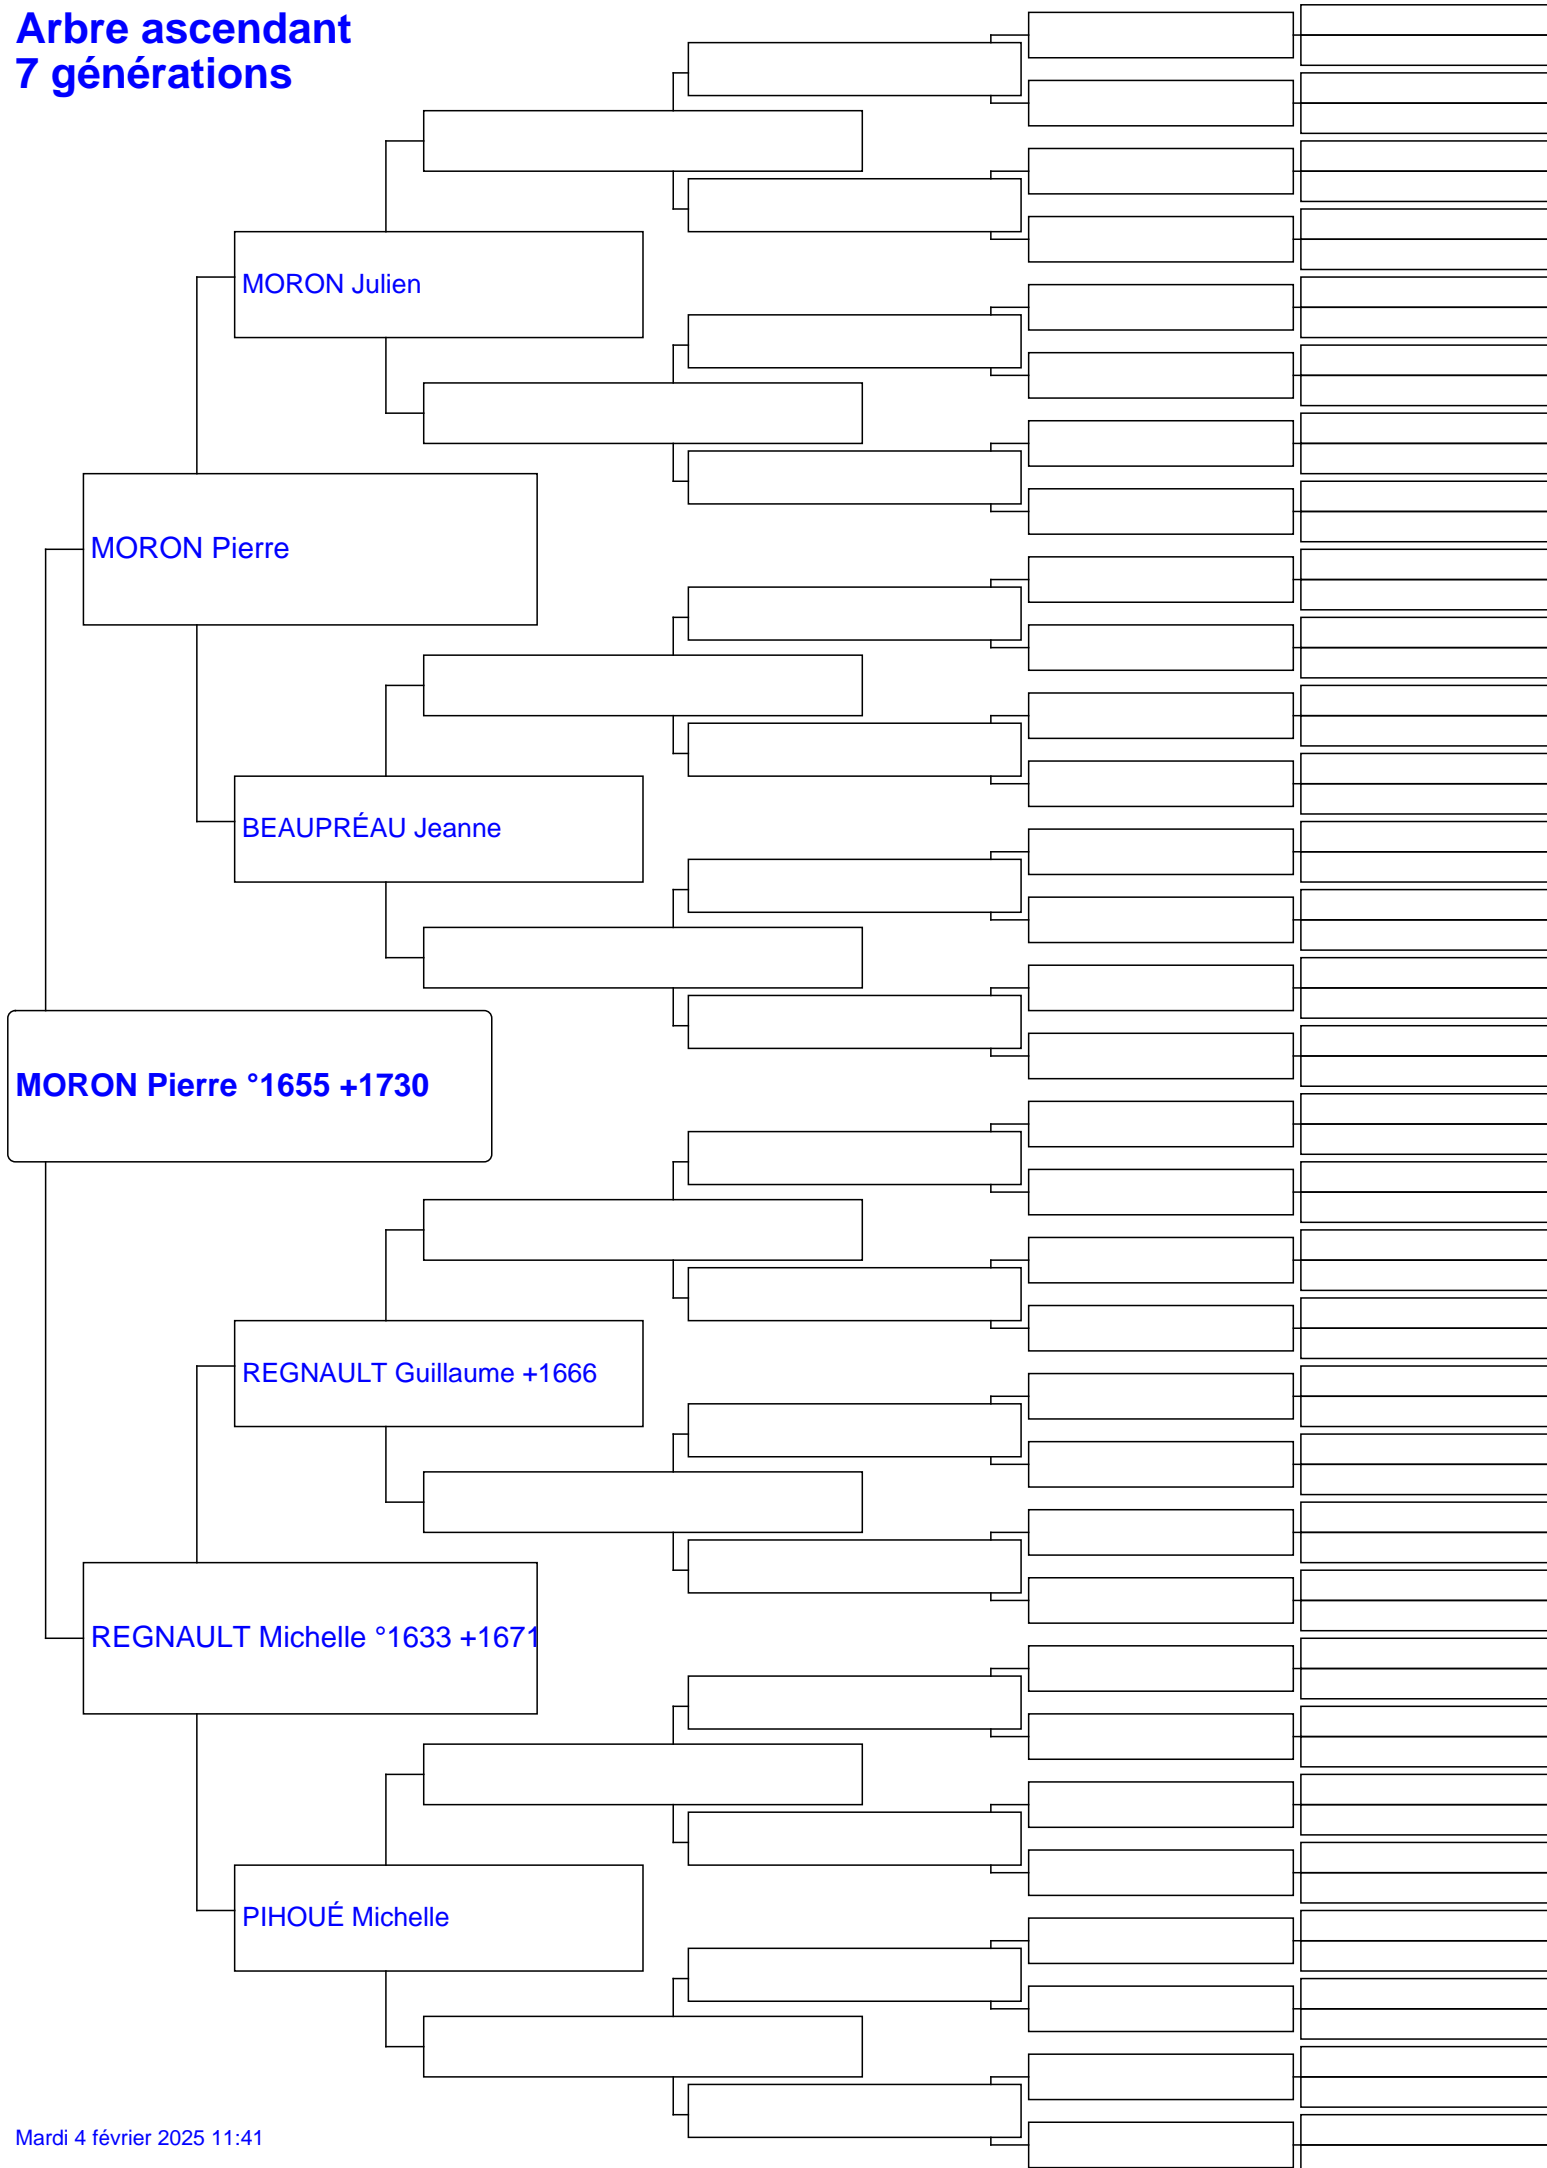 Arbre ascendant
7 générations
MORON Julien
MORON Pierre
BEAUPRÉAU Jeanne
MORON Pierre °1655 +1730
REGNAULT Guillaume +1666
REGNAULT Michelle °1633 +1671
PIHOUÉ Michelle
Mardi 4 février 2025 11:41